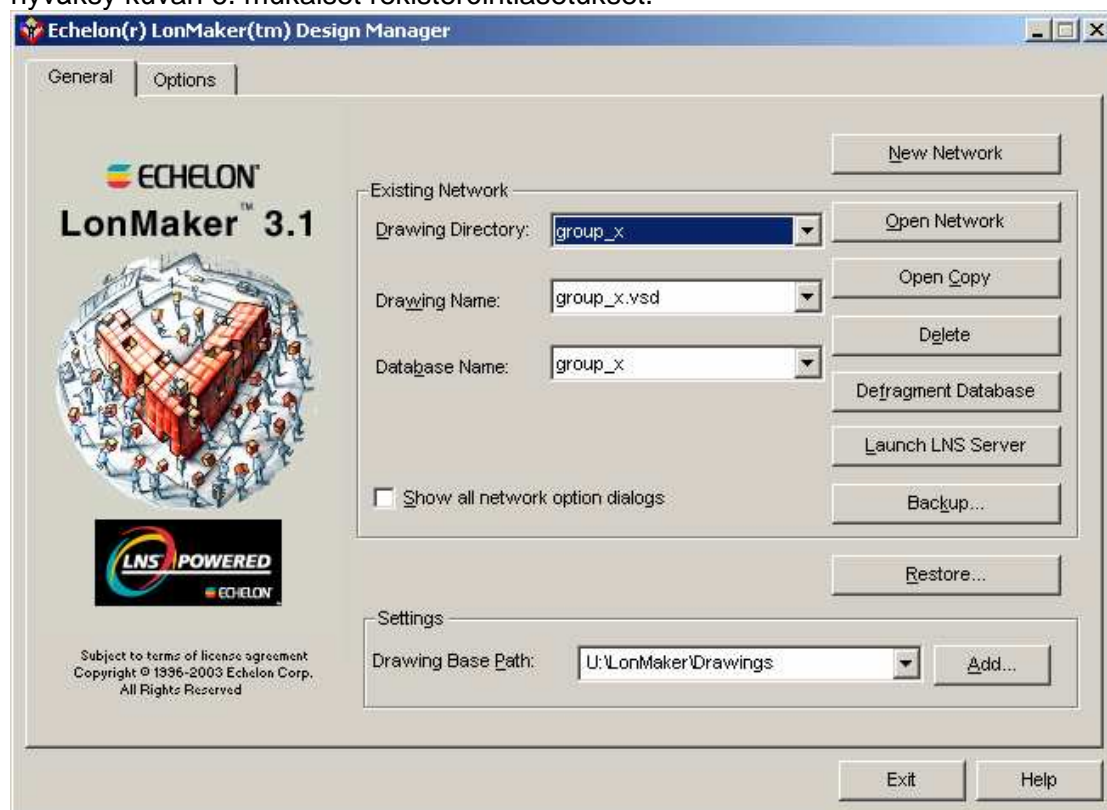 hyväksy kuvan 3. mukaiset rekisteröintiasetukset.
Echelon(r) LonMaker(tm) Design Manager
General
Options
ECHELON
LonMaker™ 3.1
LNS POWERED
ECHELON
Subject to terms of license agreement
Copyright © 1996-2003 Echelon Corp.
All Rights Reserved
New Network
Existing Network
Drawing Directory: group_x
Open Network
Open Copy
Drawing Name: group_x.vsd
Delete
Database Name: group_x
Defragment Database
Launch LNS Server
Show all network option dialogs
Backup...
Restore...
Settings
Drawing Base Path: U:\LonMaker\Drawings
Add...
Exit
Help